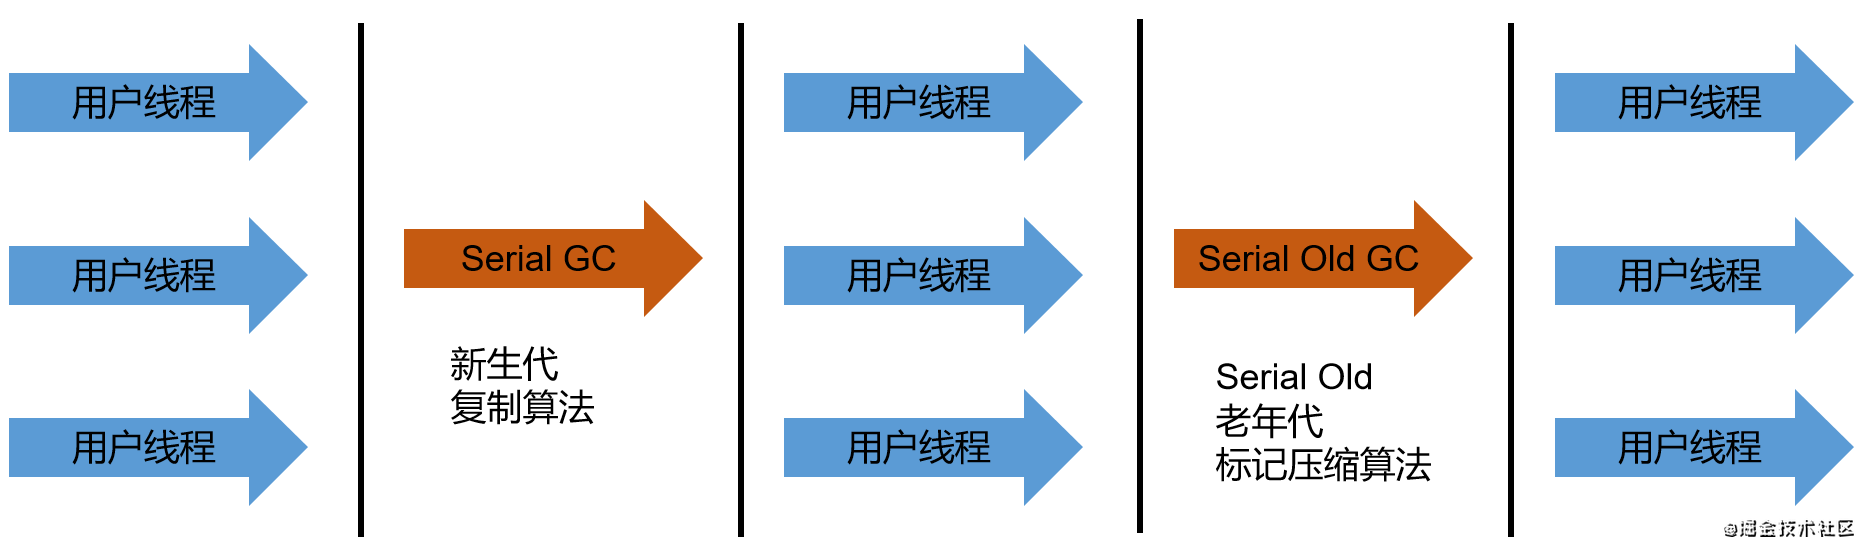 用户线程
用户线程
用户线程
Serial GC
新生代
复制算法
用户线程
用户线程
用户线程
Serial Old GC
Serial Old
老年代
标记压缩算法
用户线程
用户线程
用户线程
@掘金技术社区